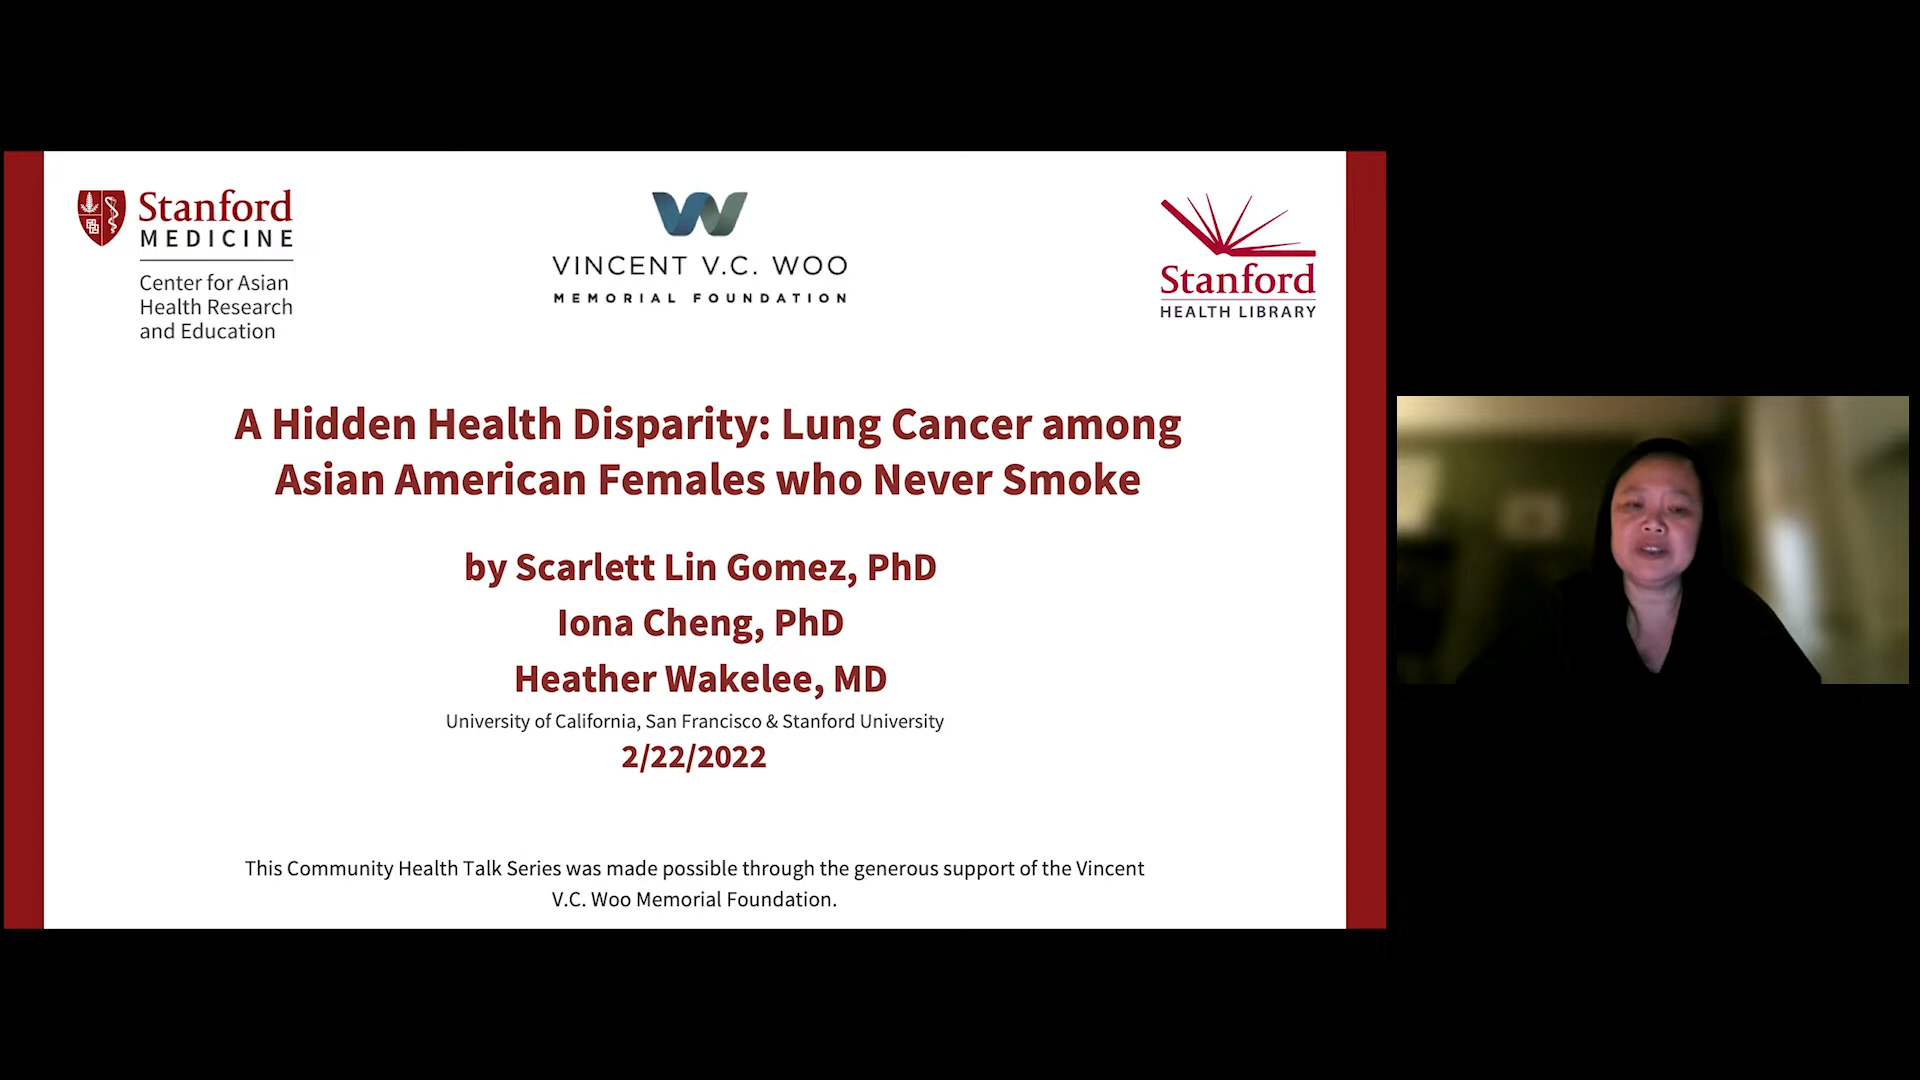 Stanford
MEDICINE
Center for Asian
Health Research
and Education
VINCENT V.C. WOO
MEMORIAL FOUNDATION
Stanford
HEALTH LIBRARY
A Hidden Health Disparity: Lung Cancer among
Asian American Females who Never Smoke
by Scarlett Lin Gomez, PhD
Iona Cheng, PhD
Heather Wakelee, MD
University of California, San Francisco & Stanford University
2/22/2022
This Community Health Talk Series was made possible through the generous support of the Vincent
V.C. Woo Memorial Foundation.